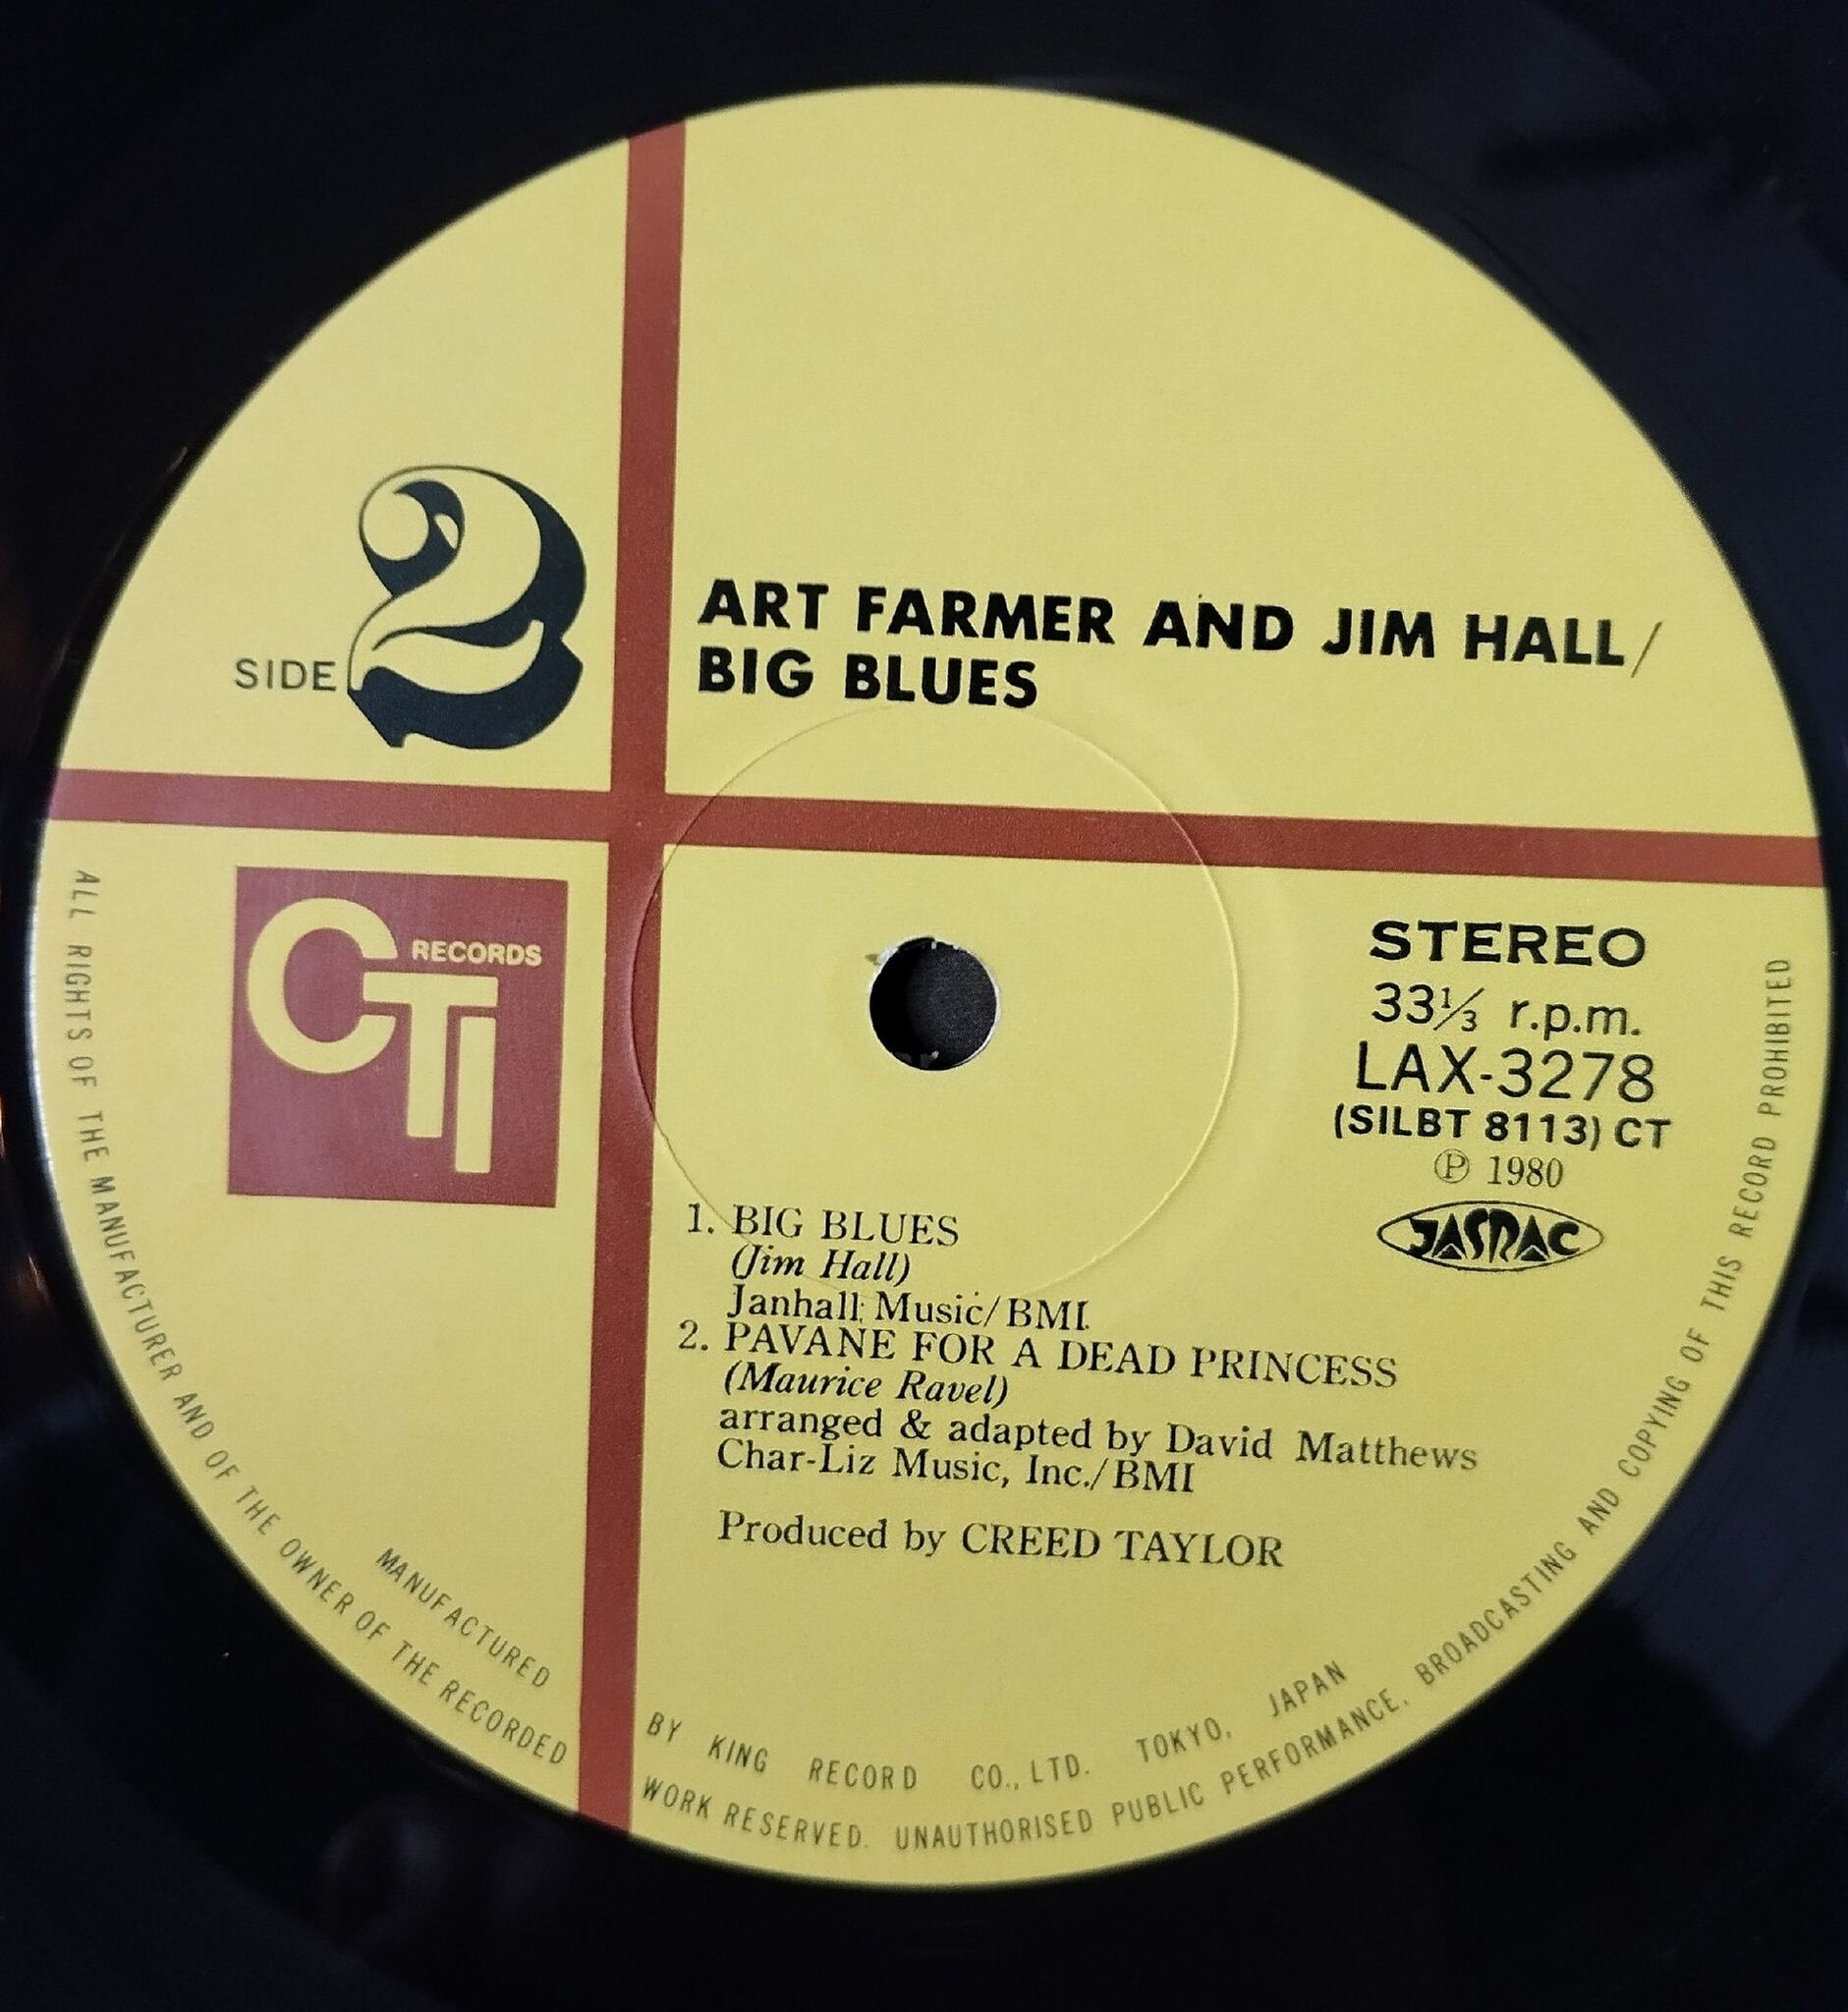 SIDE 2
ART FARMER AND JIM HALL/
BIG BLUES
CTI RECORDS
STEREO
33⅓ r.p.m.
LAX-3278
(SILBT 8113) CT
Ⓟ 1980
JASRAC
1. BIG BLUES
(Jim Hall)
Janhall Music/BMI
2. PAVANE FOR A DEAD PRINCESS
(Maurice Ravel)
arranged & adapted by David Matthews
Char-Liz Music, Inc./BMI
Produced by CREED TAYLOR
MANUFACTURED BY KING RECORD CO., LTD. TOKYO, JAPAN
ALL RIGHTS OF THE MANUFACTURER AND OF THE OWNER OF THE RECORDED WORK RESERVED. UNAUTHORISED PUBLIC PERFORMANCE, BROADCASTING AND COPYING OF THIS RECORD PROHIBITED